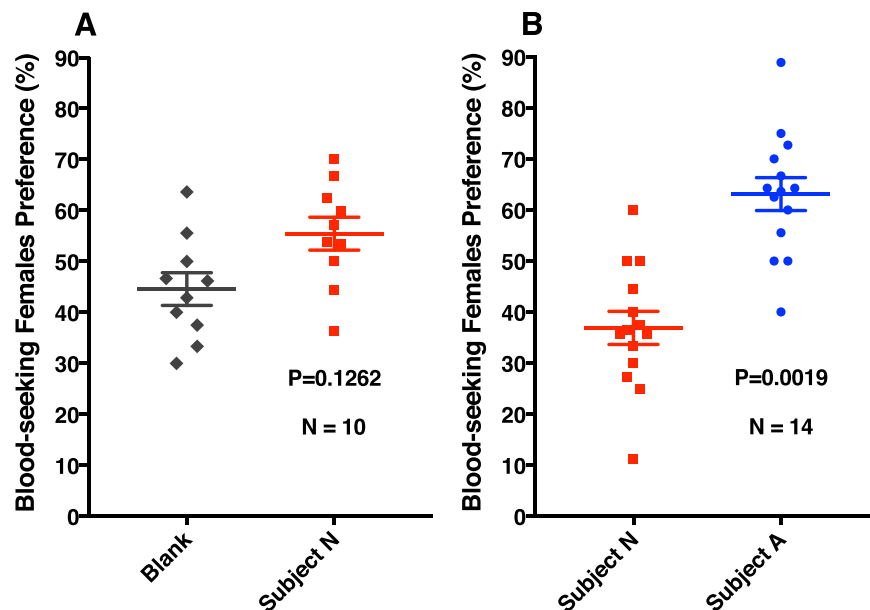 A
Blood-seeking Females Preference (%)
90
80
70
60
50
40
30
20
10
0
P=0.1262
N = 10
Blank
Subject N
B
Blood-seeking Females Preference (%)
90
80
70
60
50
40
30
20
10
0
P=0.0019
N = 14
Subject N
Subject A